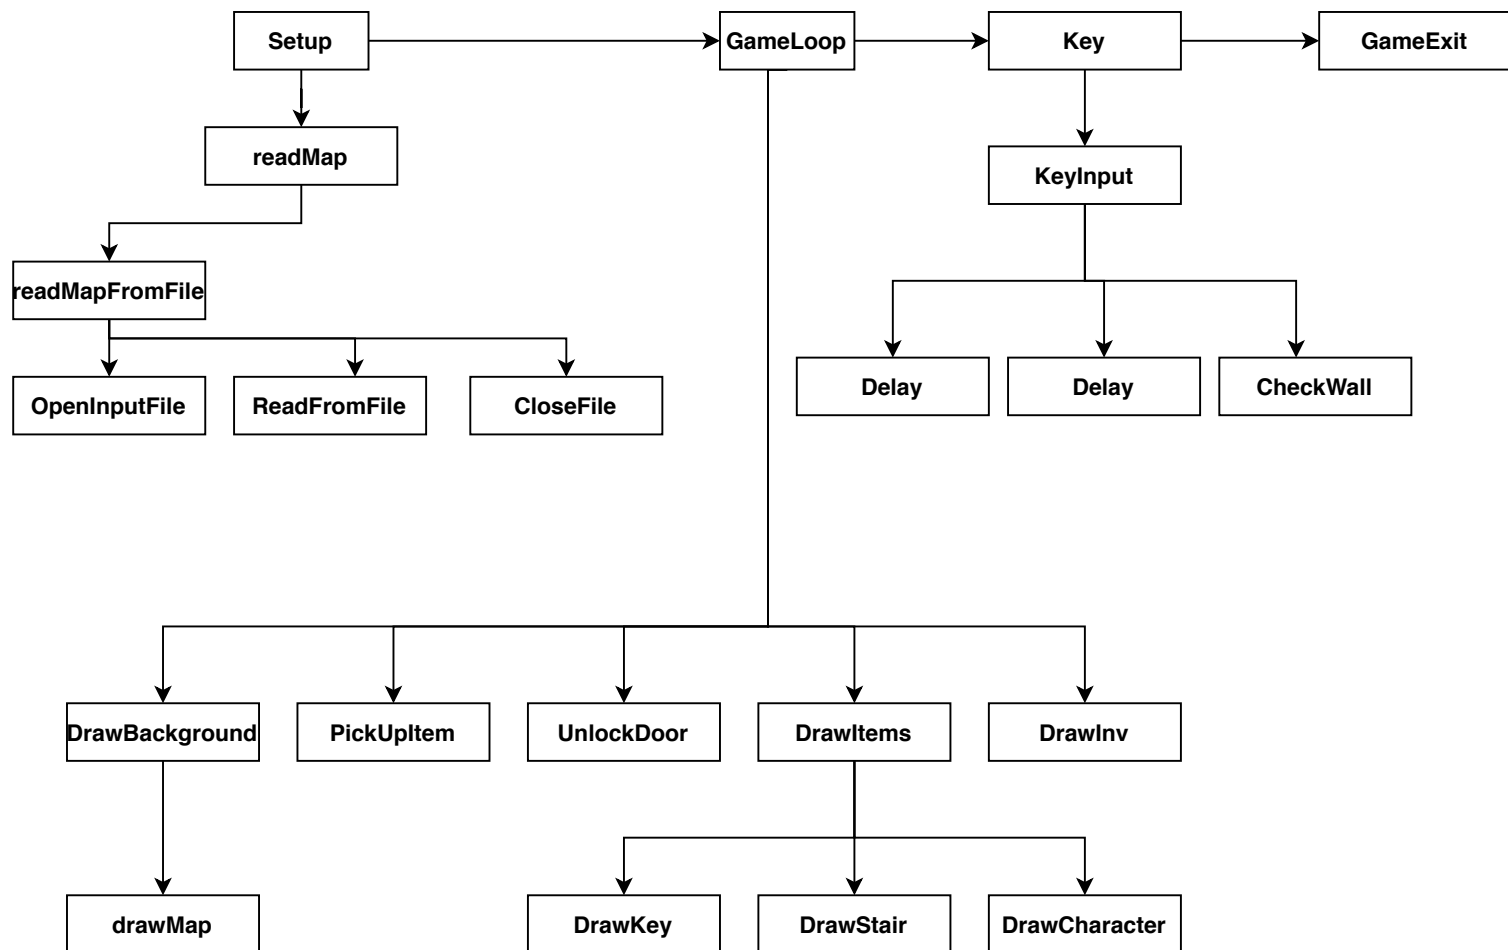 Setup
GameLoop
Key
GameExit
readMap
KeyInput
readMapFromFile
Delay
Delay
CheckWall
OpenInputFile
ReadFromFile
CloseFile
DrawBackground
PickUpItem
UnlockDoor
DrawItems
DrawInv
drawMap
DrawKey
DrawStair
DrawCharacter